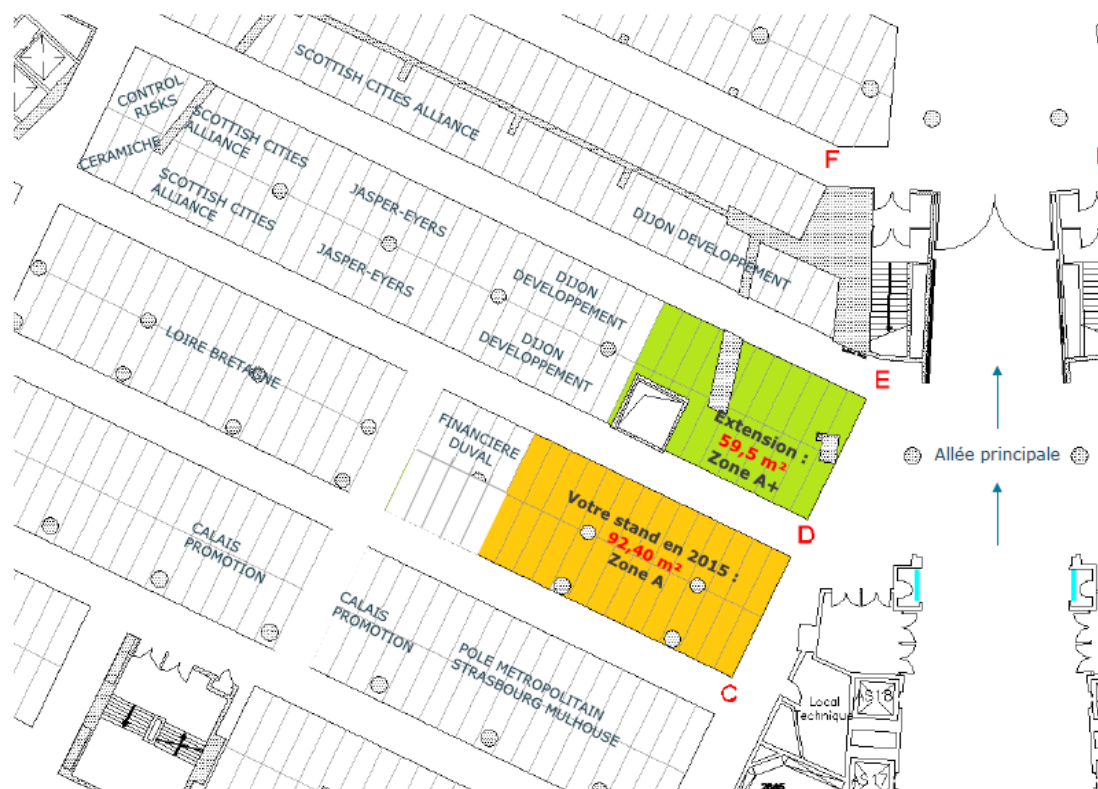 SCOTTISH CITIES ALLIANCE
CONTROL
RISKS
SCOTTISH CITIES
ALLIANCE
CERAMICHE
F
SCOTTISH CITIES
ALLIANCE
JASPER-EYERS
DIJON DEVELOPPEMENT
JASPER-EYERS
DIJON
DEVELOPPEMENT
DIJON
DEVELOPPEMENT
LOIRE BRETAGNE
E
Extension :
59,5 m²
Zone A+
Allée principale
FINANCIERE
DUVAL
Votre stand en 2015 :
92,40 m²
Zone A
D
CALAIS
PROMOTION
CALAIS
PROMOTION
POLE METROPOLITAIN
STRASBOURG-MULHOUSE
C
Local
Technique
AS18
AS17